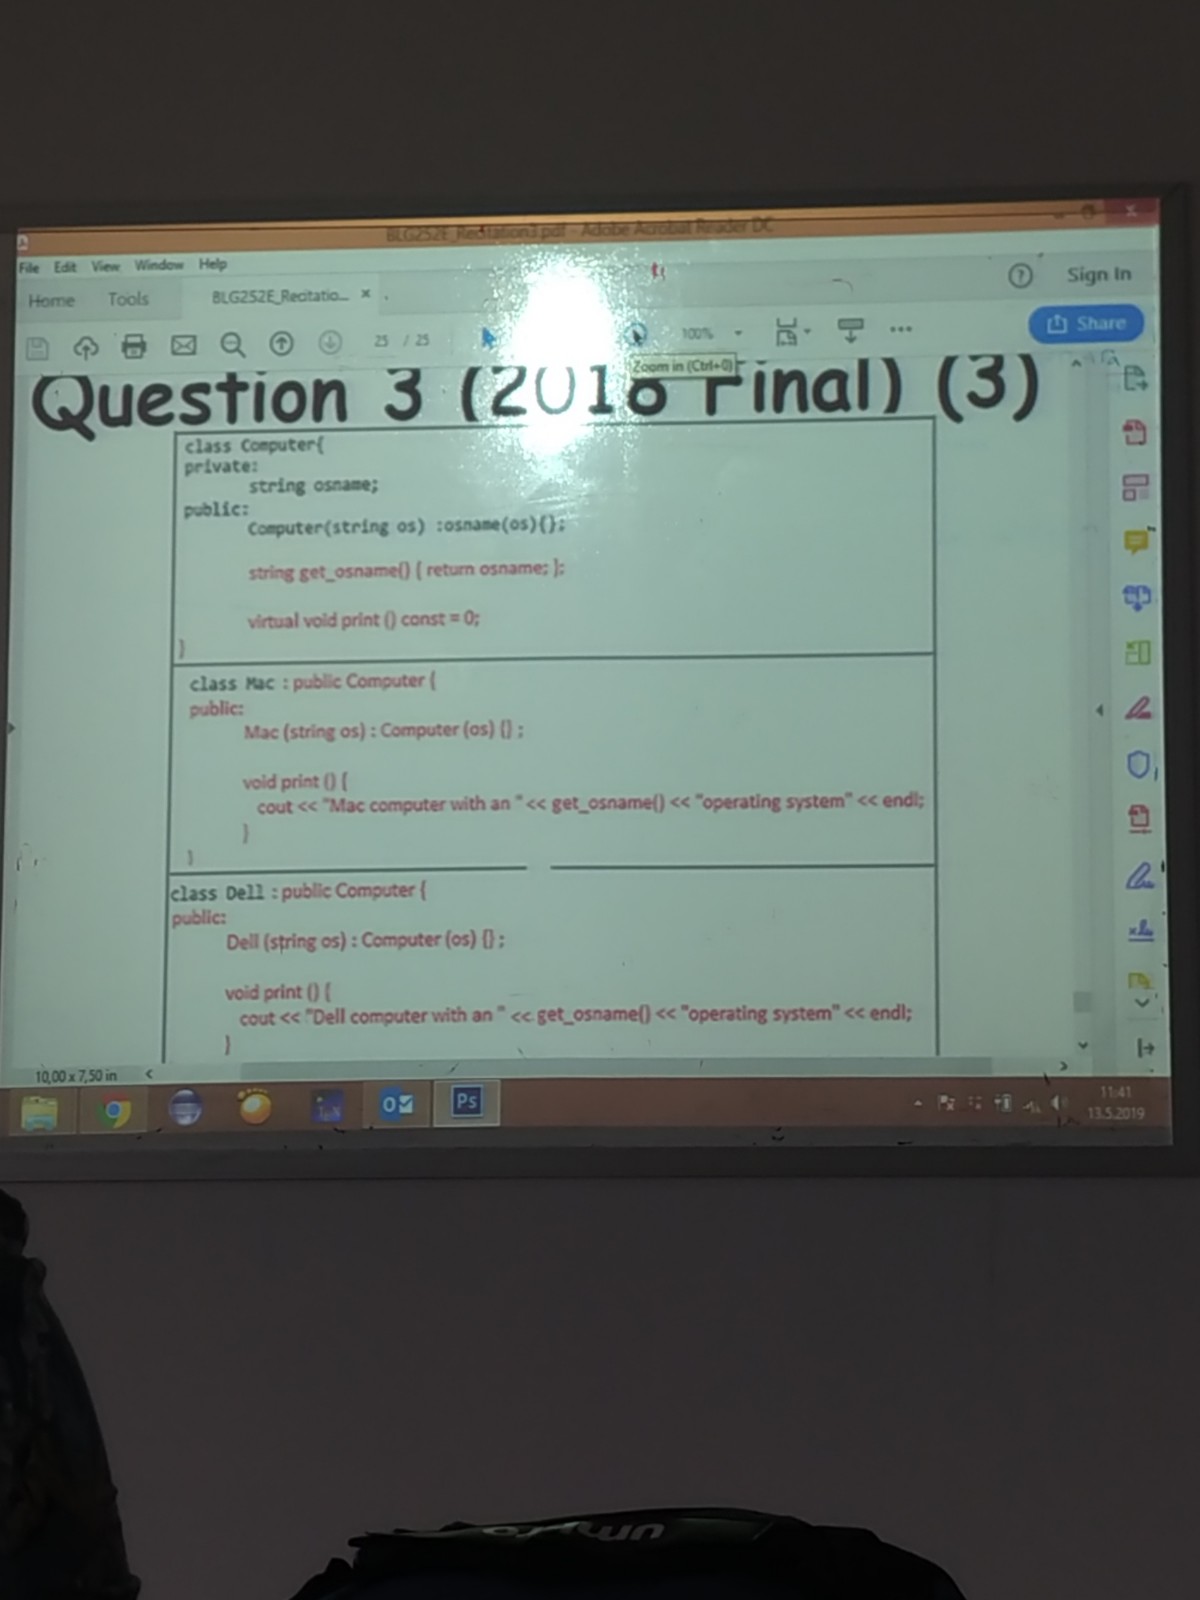 BLG252E_Recitation3.pdf - Adobe Acrobat Reader DC
File Edit View Window Help
Home Tools BLG252E_Recitatio... × Sign In
25 / 25 100% Share
Zoom in (Ctrl+0)
Question 3 (2018 Final) (3)
class Computer{
private:
string osname;
public:
Computer(string os) :osname(os){};
string get_osname() { return osname; };
virtual void print () const = 0;
}
class Mac : public Computer {
public:
Mac (string os) : Computer (os) {} ;
void print () {
cout << "Mac computer with an " << get_osname() << "operating system" << endl;
}
}
class Dell : public Computer {
public:
Dell (string os) : Computer (os) {} ;
void print () {
cout << "Dell computer with an " << get_osname() << "operating system" << endl;
}
10,00 x 7,50 in
Ps
11:41
13.5.2019